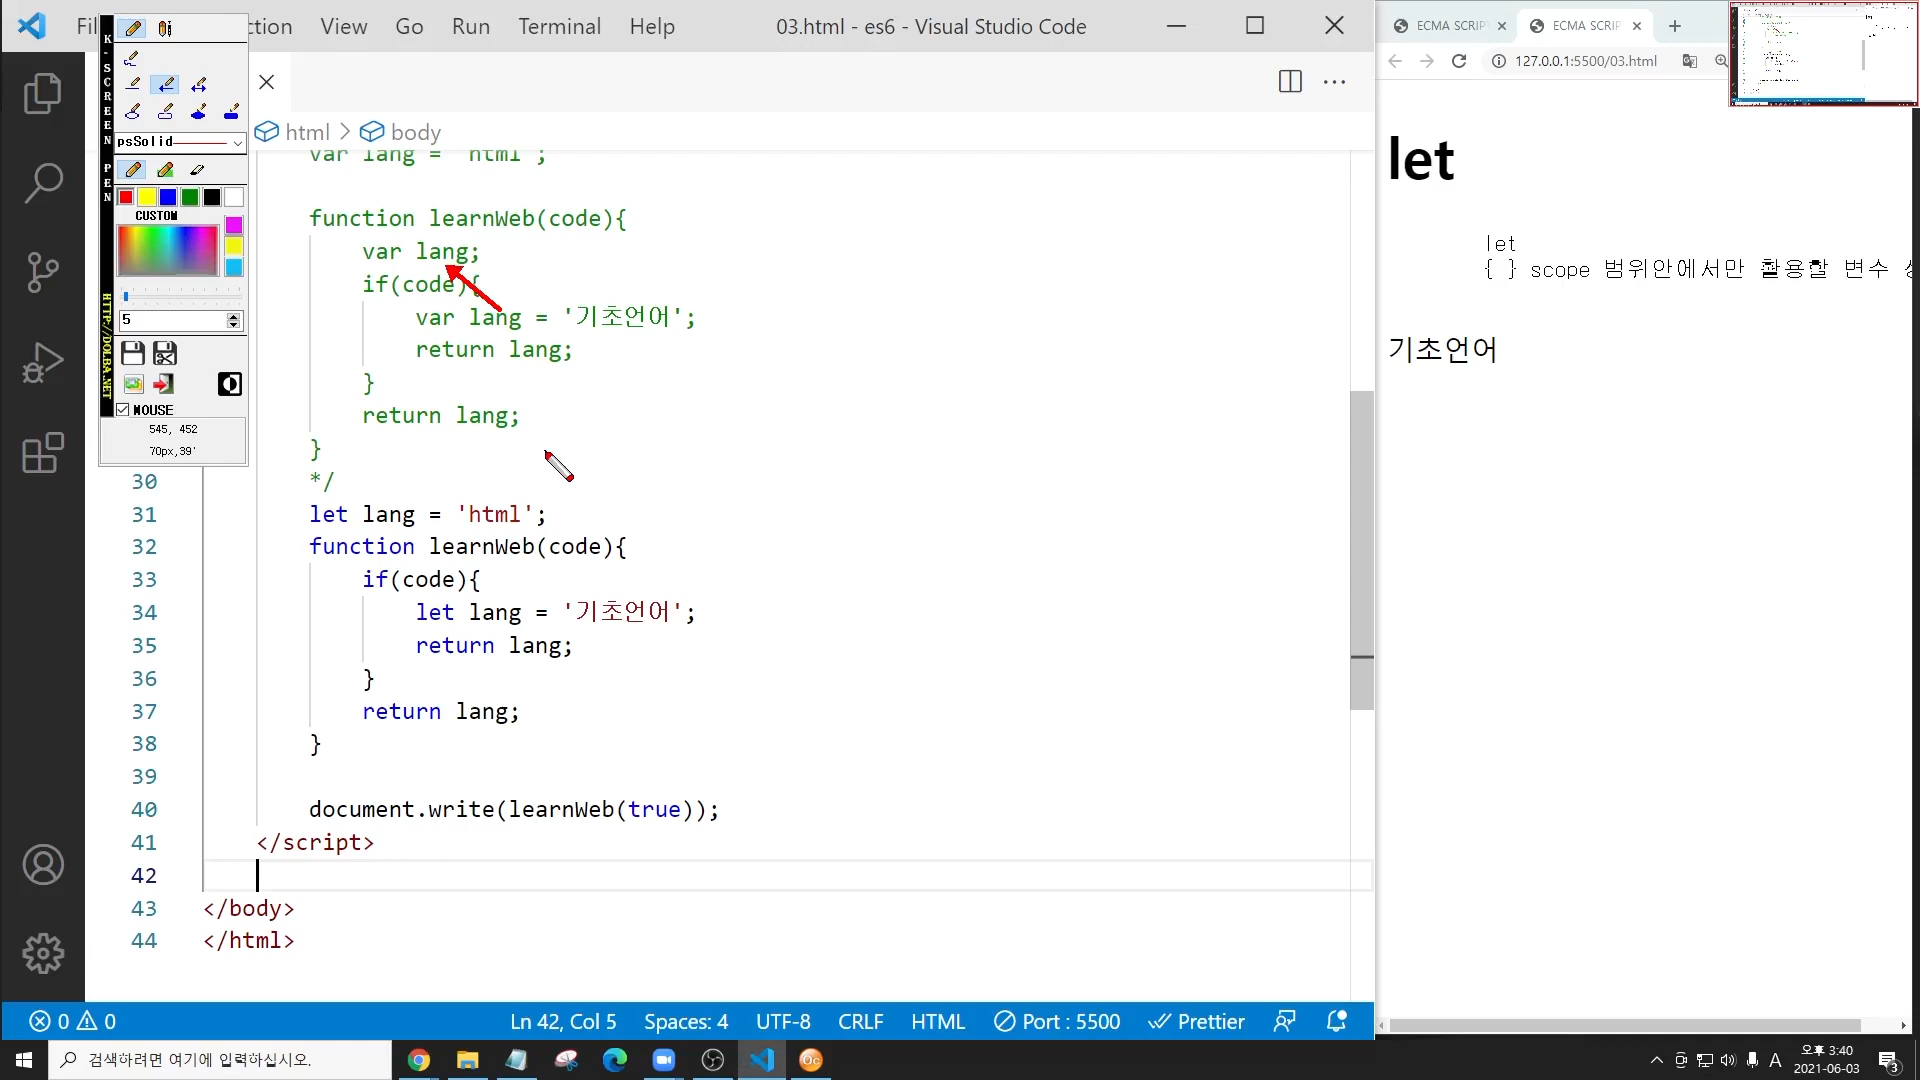 View Go Run Terminal Help 03.html - es6 - Visual Studio Code
html > body
var lang = 'html';
function learnWeb(code){
var lang;
if(code){
var lang = '기초언어';
return lang;
}
return lang;
}
30 */
31 let lang = 'html';
32 function learnWeb(code){
33 if(code){
34 let lang = '기초언어';
35 return lang;
36 }
37 return lang;
38 }
39
40 document.write(learnWeb(true));
41 </script>
42
43 </body>
44 </html>
0 0 Ln 42, Col 5 Spaces: 4 UTF-8 CRLF HTML Port : 5500 Prettier
K-SCREEN PEN
HTTP://DOLBA.NET
psSolid
CUSTOM
5
MOUSE
545, 452
70px,39'
ECMA SCRIP
ECMA SCRIP
127.0.0.1:5500/03.html
let
let
{ } scope 범위안에서만 활용할 변수
기초언어
검색하려면 여기에 입력하십시오.
Oc
A
오후 3:40
2021-06-03
3